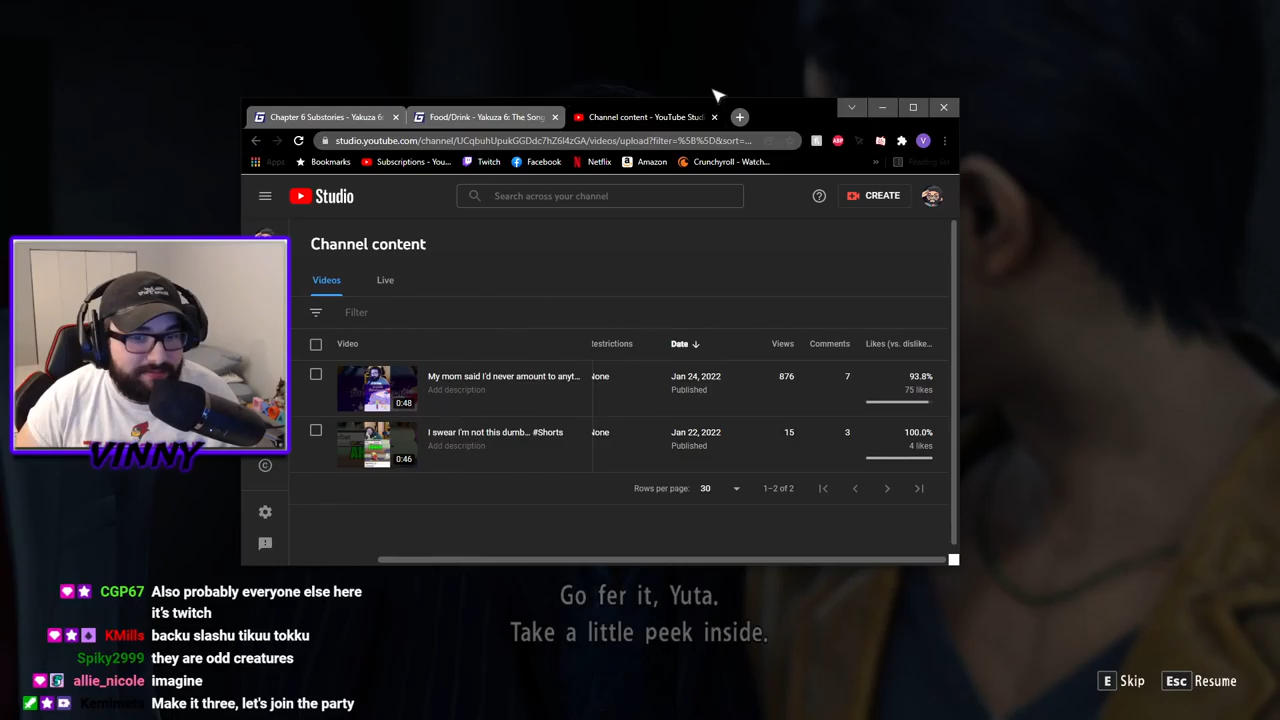 Chapter 6 Substories - Yakuza 6:
Food/Drink - Yakuza 6: The Song
Channel content - YouTube Studi
studio.youtube.com/channel/UCqbuhUpukGGDdc7hZ6l4zGA/videos/upload?filter=%5B%5D&sort=...
Apps
Bookmarks
Subscriptions - You...
Twitch
Facebook
Netflix
Amazon
Crunchyroll - Watch...
Reading list
Studio
Search across your channel
CREATE
Channel content
Videos
Live
Filter
Video
Date
Views
Comments
Likes (vs. dislike...
My mom said I'd never amount to anyt...
Add description
0:48
None
Jan 24, 2022
Published
876
7
93.8%
75 likes
I swear I'm not this dumb... #Shorts
Add description
0:46
None
Jan 22, 2022
Published
15
3
100.0%
4 likes
Rows per page:
30
1–2 of 2
VINNY
CGP67 Also probably everyone else here
it's twitch
KMills backu slashu tikuu tokku
Spiky2999 they are odd creatures
allie_nicole imagine
Make it three, let's join the party
Go fer it, Yuta.
Take a little peek inside.
E Skip
Esc Resume